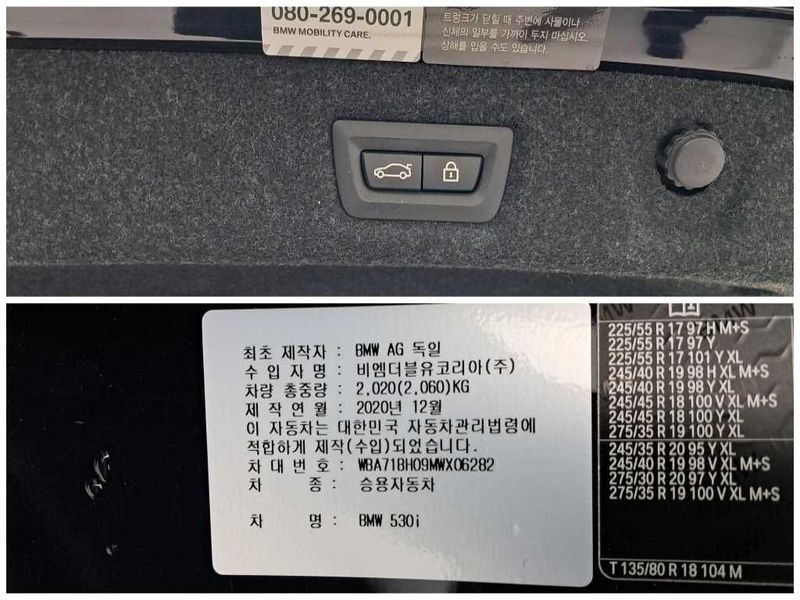 080-269-0001
BMW MOBILITY CARE.
트렁크가 닫힐 때 주변에 사물이나
신체의 일부를 가까이 두지 마십시오.
상해를 입을 수도 있습니다.
최초 제작자 : BMW AG 독일
수 입 자 명 : 비엠더블유코리아(주)
차량 총중량 : 2,020(2,060)KG
제 작 연 월 : 2020년 12월
이 자동차는 대한민국 자동차관리법령에
적합하게 제작(수입)되었습니다.
차 대 번 호 : WBA71BH09MWX06282
차 종 : 승용자동차
차 명 : BMW 530i
225/55 R 17 97 H M+S
225/55 R 17 97 Y
225/55 R 17 101 Y XL
245/40 R 19 98 H XL M+S
245/40 R 19 98 Y XL
245/45 R 18 100 V XL M+S
245/45 R 18 100 Y XL
275/35 R 19 100 Y XL
245/35 R 20 95 Y XL
245/40 R 19 98 V XL M+S
275/30 R 20 97 Y XL
275/35 R 19 100 V XL M+S
T 135/80 R 18 104 M